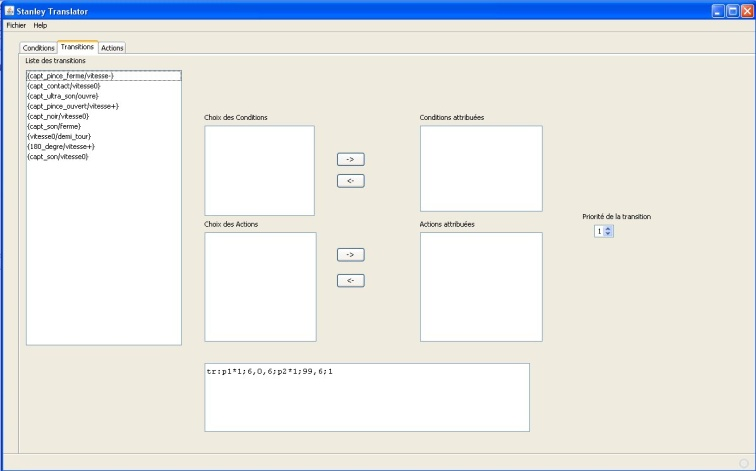 Stanley Translator
Fichier Help
Conditions Transitions Actions
Liste des transitions
{capt_pince_ferme/vitesse-}
{capt_contact/vitesse0}
{capt_ultra_son/ouvre}
{capt_pince_ouvert/vitesse+}
{capt_noir/vitesse0}
{capt_son/ferme}
{vitesse0/demi_tour}
{180_degre/vitesse+}
{capt_son/vitesse0}
Choix des Conditions
Conditions attribuées
->
<-
Choix des Actions
Actions attribuées
->
<-
Priorité de la transition
1
tr:p1*1;6,0,6;p2*1;99,6;1